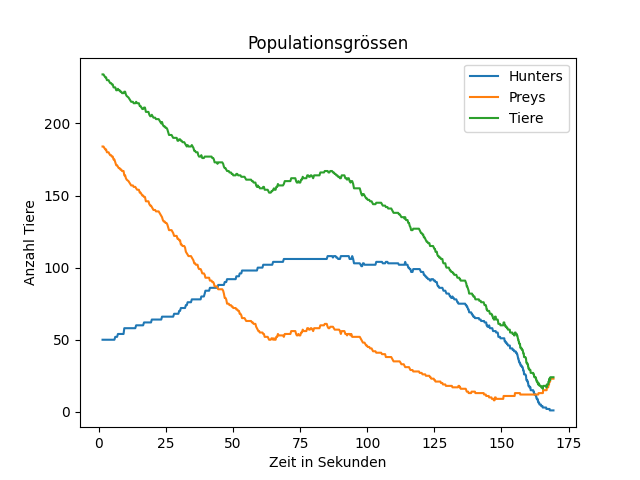 Populationsgrössen
Hunters
Preys
Tiere
Anzahl Tiere
200
150
100
50
0
0 25 50 75 100 125 150 175
Zeit in Sekunden